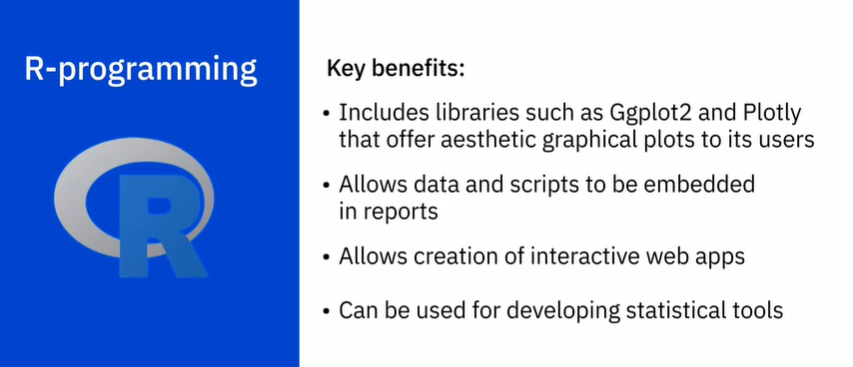 R-programming
R
Key benefits:
• Includes libraries such as Ggplot2 and Plotly
that offer aesthetic graphical plots to its users
• Allows data and scripts to be embedded
in reports
• Allows creation of interactive web apps
• Can be used for developing statistical tools